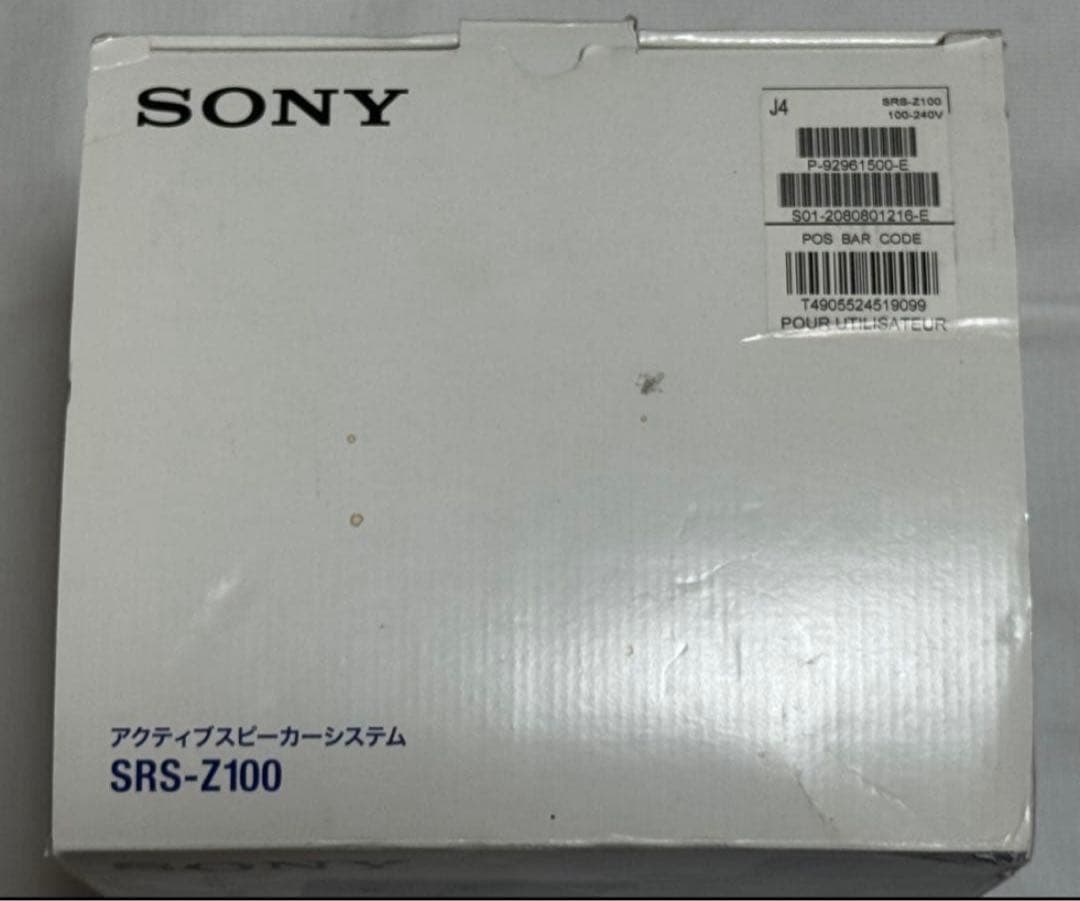 SONY
J4
SRS-Z100
100-240V
P-92961500-E
S01-2080801216-E
POS BAR CODE
T4905524519099
POUR UTILISATEUR
アクティブスピーカーシステム
SRS-Z100
SONY